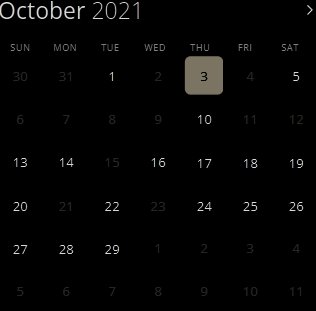 October 2021
SUN MON TUE WED THU FRI SAT
30 31 1 2 3 4 5
6 7 8 9 10 11 12
13 14 15 16 17 18 19
20 21 22 23 24 25 26
27 28 29 1 2 3 4
5 6 7 8 9 10 11